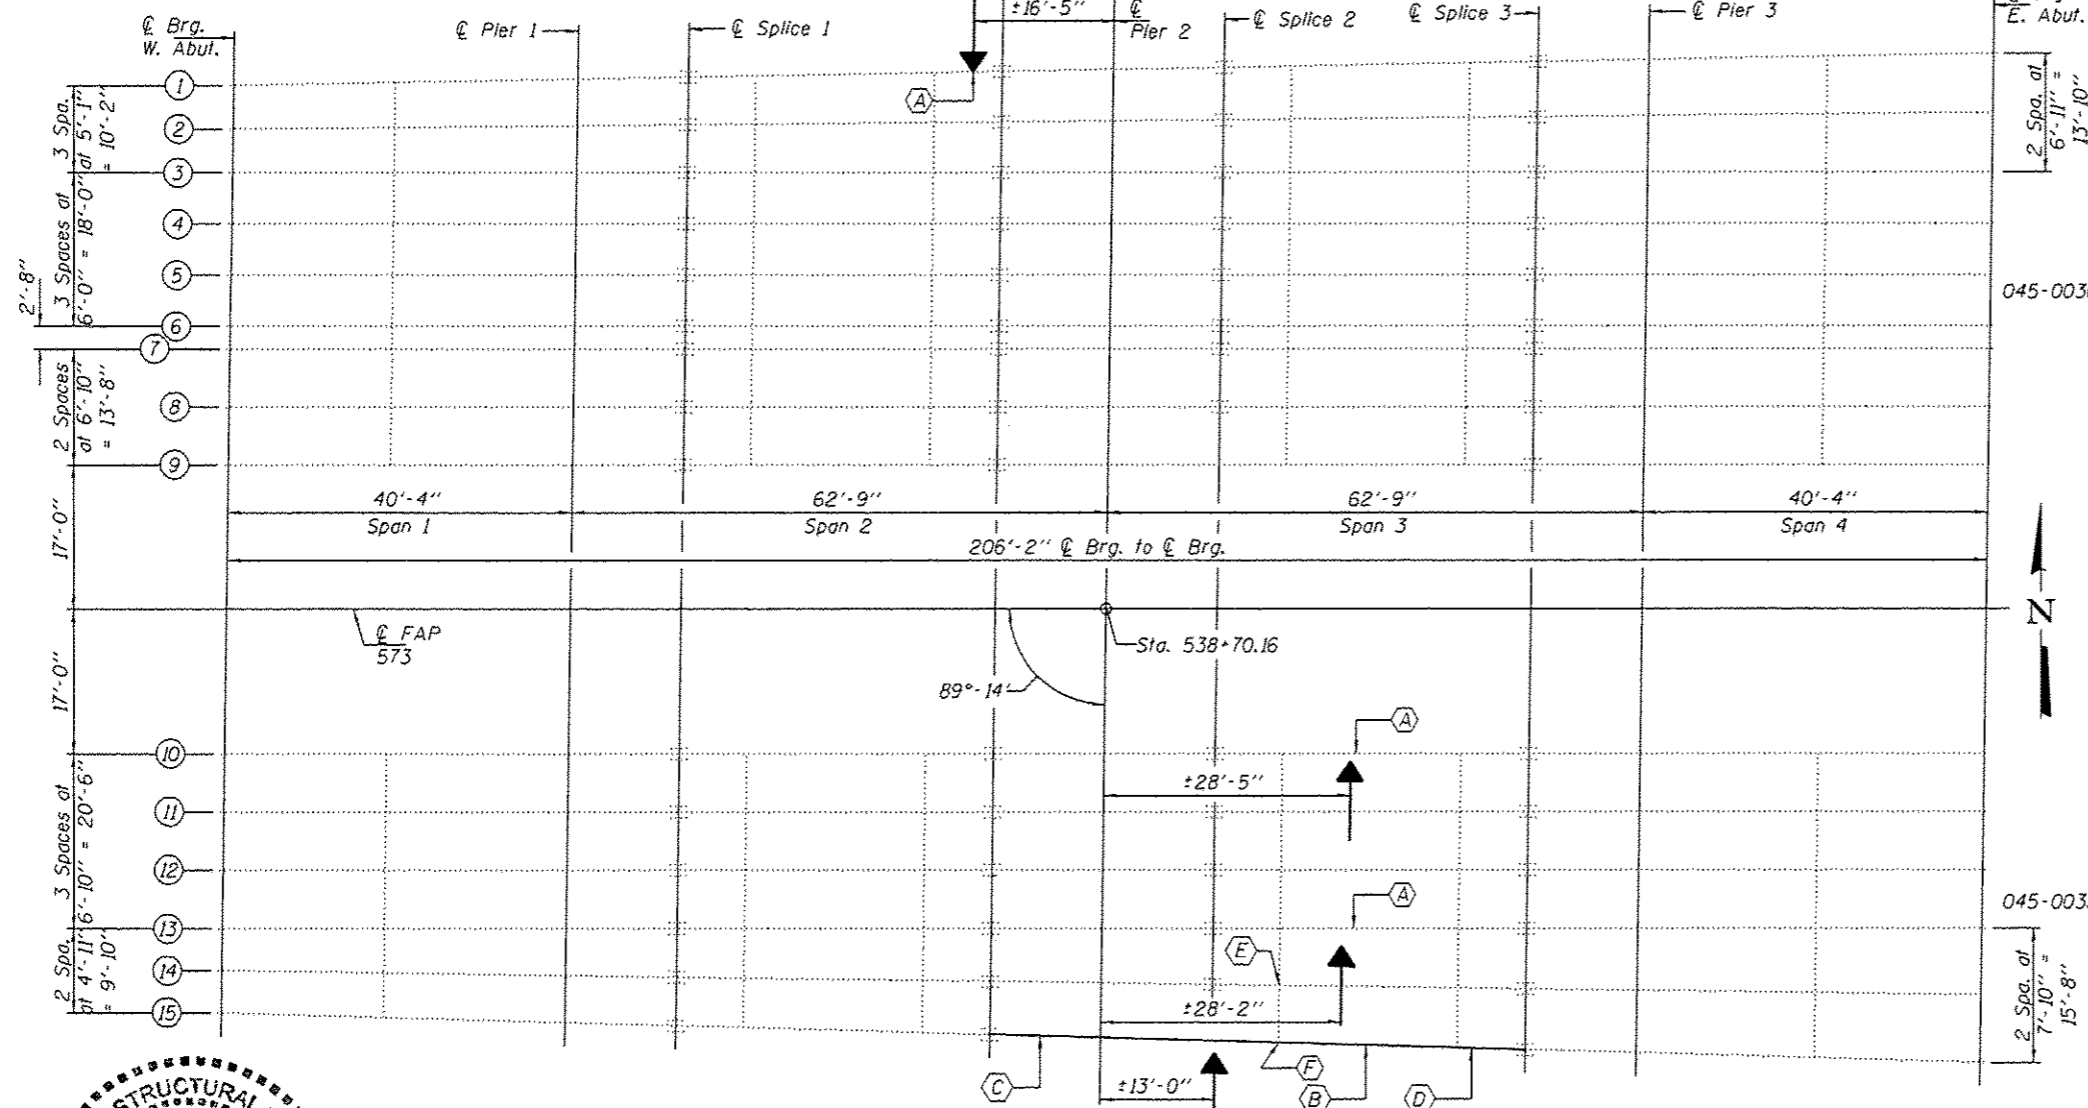 ±16'-5"
℄ Brg.
W. Abut.
℄ Pier 1
℄ Splice 1
℄
Pier 2
℄ Splice 2
℄ Splice 3
℄ Pier 3
E. Abut.
1
A
2
3
4
5
6
7
8
9
3 Spa.
at 5'-1"
= 10'-2"
3 Spaces at
6'-0" = 18'-0"
2'-8"
2 Spaces
at 6'-10"
= 13'-8"
17'-0"
2 Spa. at
6'-11" =
13'-10"
045-003
40'-4"
Span 1
62'-9"
Span 2
62'-9"
Span 3
40'-4"
Span 4
206'-2" ℄ Brg. to ℄ Brg.
℄ FAP
573
Sta. 538+70.16
89°-14'
N
17'-0"
A
10
±28'-5"
11
12
3 Spaces at
6'-10" = 20'-6"
A
13
045-003
E
14
±28'-2"
15
2 Spa.
at 4'-11"
= 9'-10"
2 Spa. at
7'-10" =
15'-8"
C
±13'-0"
F
B
D
STRUCTURAL